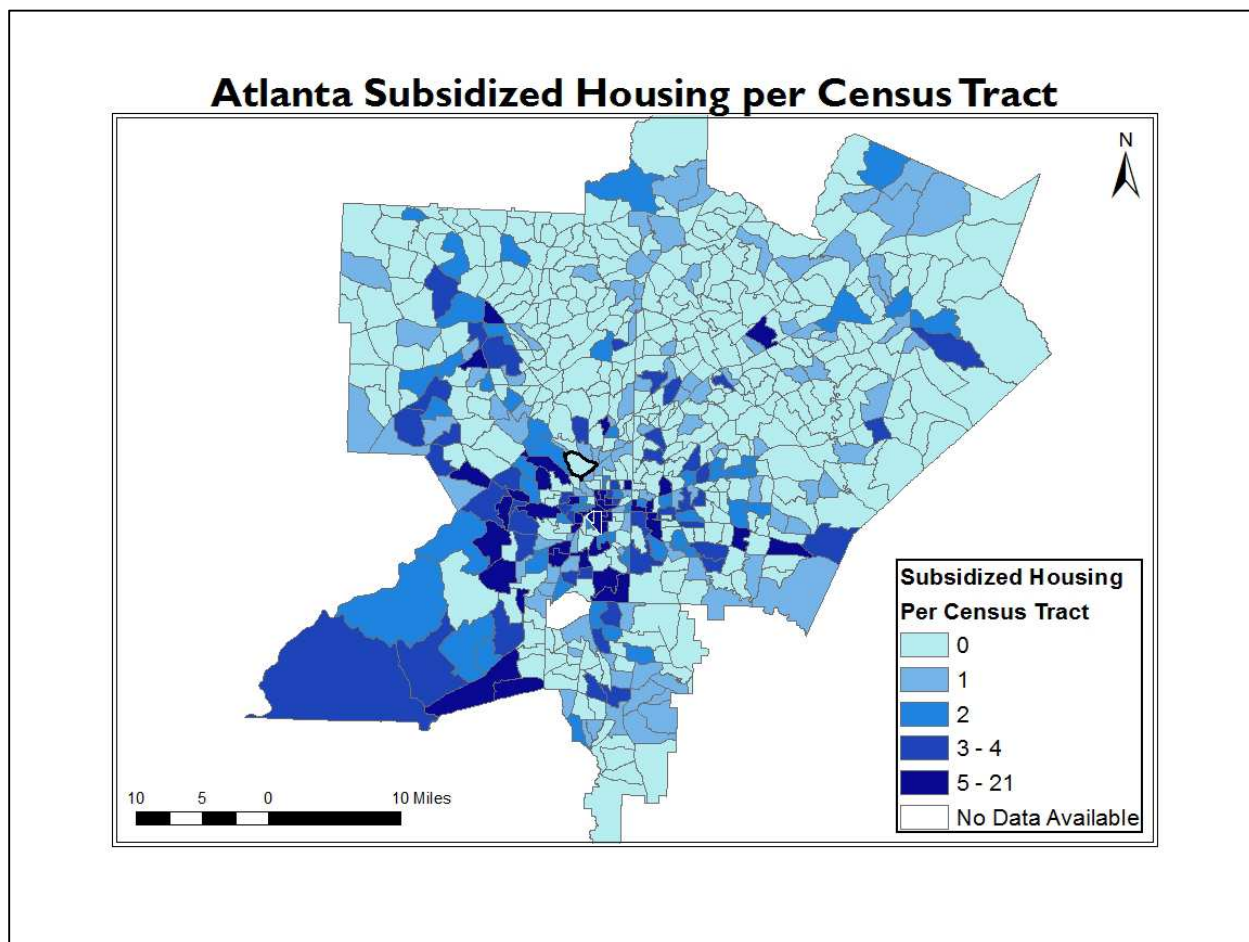 Atlanta Subsidized Housing per Census Tract
N
Subsidized Housing
Per Census Tract
0
1
2
3 - 4
5 - 21
No Data Available
10 5 0 10 Miles